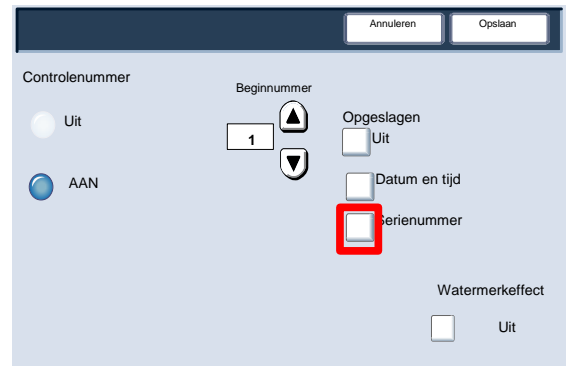 Annuleren
Opslaan
Controlenummer
Beginnummer
Uit
1
Opgeslagen
Uit
AAN
Datum en tijd
Serienummer
Watermerkeffect
Uit